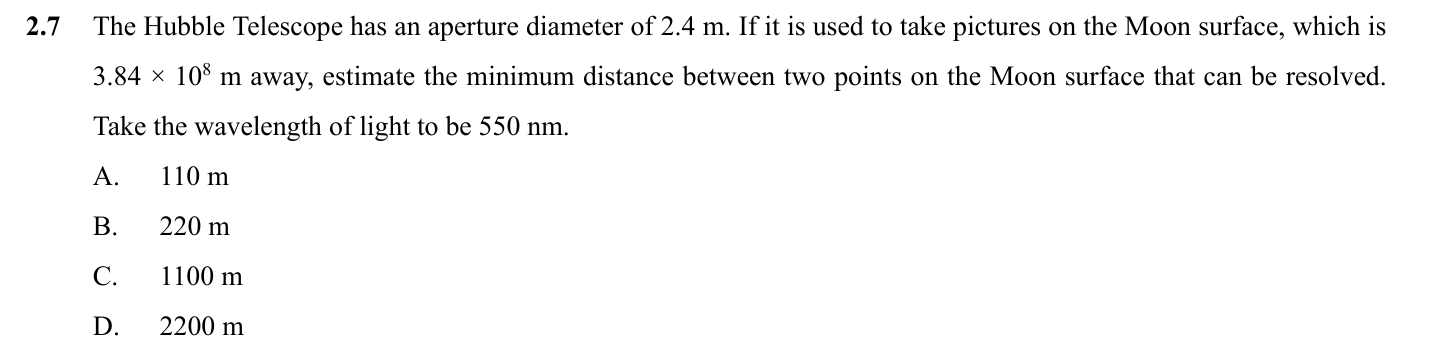 2.7 The Hubble Telescope has an aperture diameter of 2.4 m. If it is used to take pictures on the Moon surface, which is
3.84 × 10⁸ m away, estimate the minimum distance between two points on the Moon surface that can be resolved.
Take the wavelength of light to be 550 nm.
A. 110 m
B. 220 m
C. 1100 m
D. 2200 m